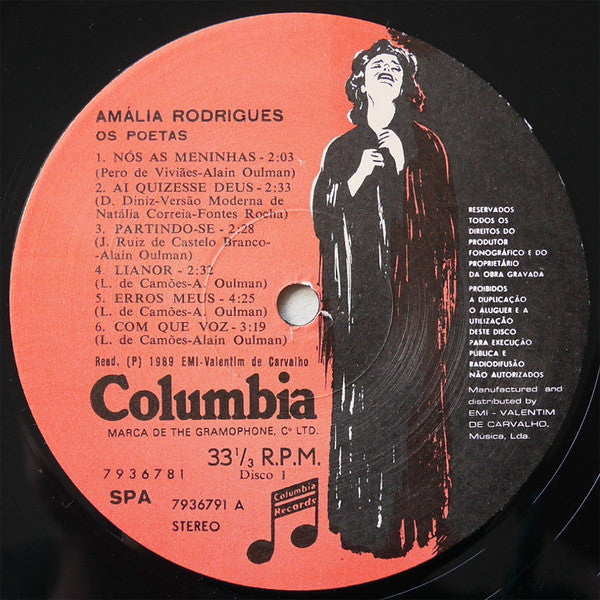 AMÁLIA RODRIGUES
OS POETAS
1. NÓS AS MENINHAS - 2:03
(Pero de Viviães-Alain Oulman)
2. AI QUIZESSE DEUS - 2:33
(D. Diniz-Versão Moderna de
Natália Correia-Fontes Rocha)
3. PARTINDO-SE - 2:28
(J. Ruiz de Castelo Branco-
-Alain Oulman)
4. LIANOR - 2:32
(L. de Camões-A. Oulman)
5. ERROS MEUS - 4:25
(L. de Camões-A. Oulman)
6. COM QUE VOZ - 3:19
(L. de Camões-Alain Oulman)
Reed. (P) 1989 EMI-Valentim de Carvalho
Columbia
MARCA DE THE GRAMOPHONE, Cº LTD.
33 1/3 R.P.M.
7936781
Disco 1
SPA
7936791 A
STEREO
Columbia
Records
RESERVADOS
TODOS OS
DIREITOS DO
PRODUTOR
FONOGRÁFICO E DO
PROPRIETÁRIO
DA OBRA GRAVADA
PROIBIDOS
A DUPLICAÇÃO
O ALUGUER E A
UTILIZAÇÃO
DESTE DISCO
PARA EXECUÇÃO
PÚBLICA E
RADIODIFUSÃO
NÃO AUTORIZADOS
Manufactured and
distributed by
EMI - VALENTIM
DE CARVALHO,
Música, Lda.